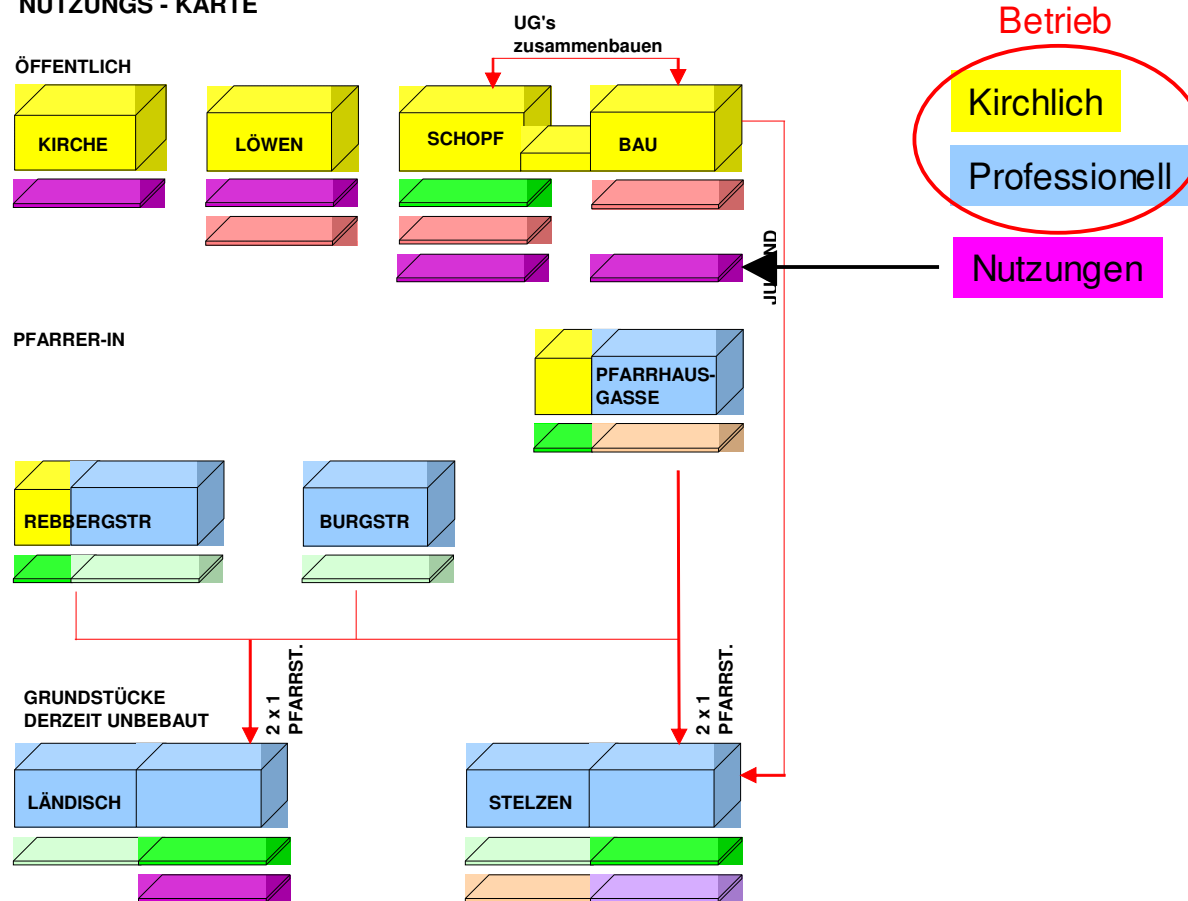 NUTZUNGS - KARTE
UG's
zusammenbauen
Betrieb
ÖFFENTLICH
Kirchlich
KIRCHE
LÖWEN
SCHOPF
BAU
Professionell
Nutzungen
PFARRER-IN
PFARRHAUS-
GASSE
REBBERGSTR
BURGSTR
GRUNDSTÜCKE
DERZEIT UNBEBAUT
2 x 1
PFARRST.
2 x 1
PFARRST.
LÄNDISCH
STELZEN